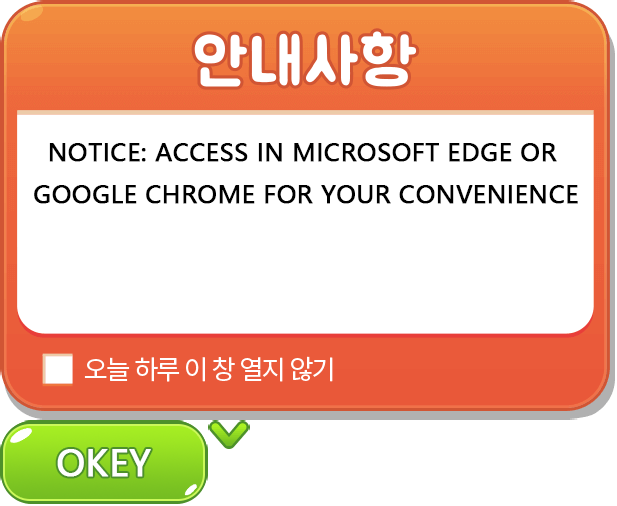 안내사항
NOTICE: ACCESS IN MICROSOFT EDGE OR
GOOGLE CHROME FOR YOUR CONVENIENCE
오늘 하루 이 창 열지 않기
OKEY